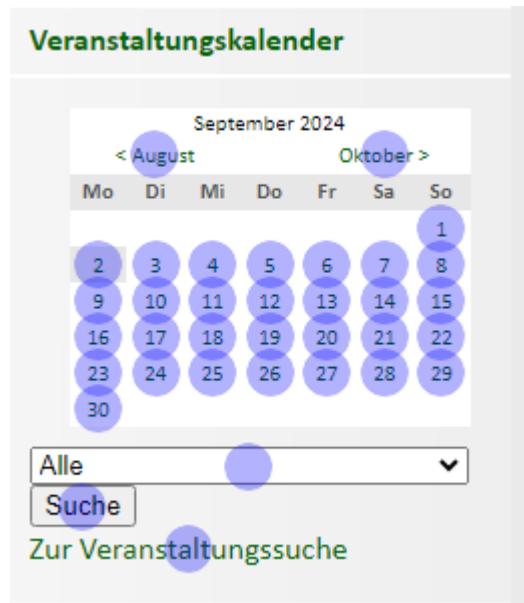 Veranstaltungskalender
September 2024
< August Oktober >
Mo Di Mi Do Fr Sa So
1
2 3 4 5 6 7 8
9 10 11 12 13 14 15
16 17 18 19 20 21 22
23 24 25 26 27 28 29
30
Alle
Suche
Zur Veranstaltungssuche